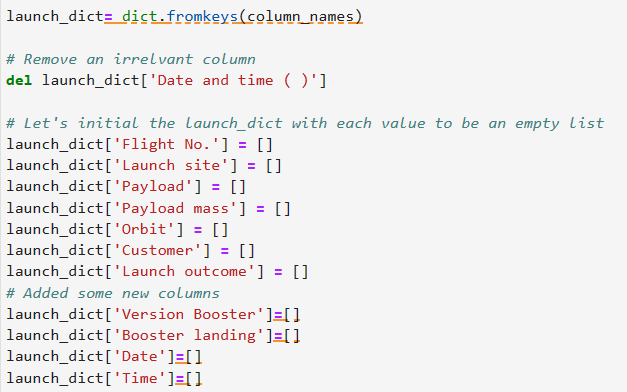 launch_dict= dict.fromkeys(column_names)
# Remove an irrelvant column
del launch_dict['Date and time ( )']
# Let's initial the launch_dict with each value to be an empty list
launch_dict['Flight No.'] = []
launch_dict['Launch site'] = []
launch_dict['Payload'] = []
launch_dict['Payload mass'] = []
launch_dict['Orbit'] = []
launch_dict['Customer'] = []
launch_dict['Launch outcome'] = []
# Added some new columns
launch_dict['Version Booster']=[]
launch_dict['Booster landing']=[]
launch_dict['Date']=[]
launch_dict['Time']=[]